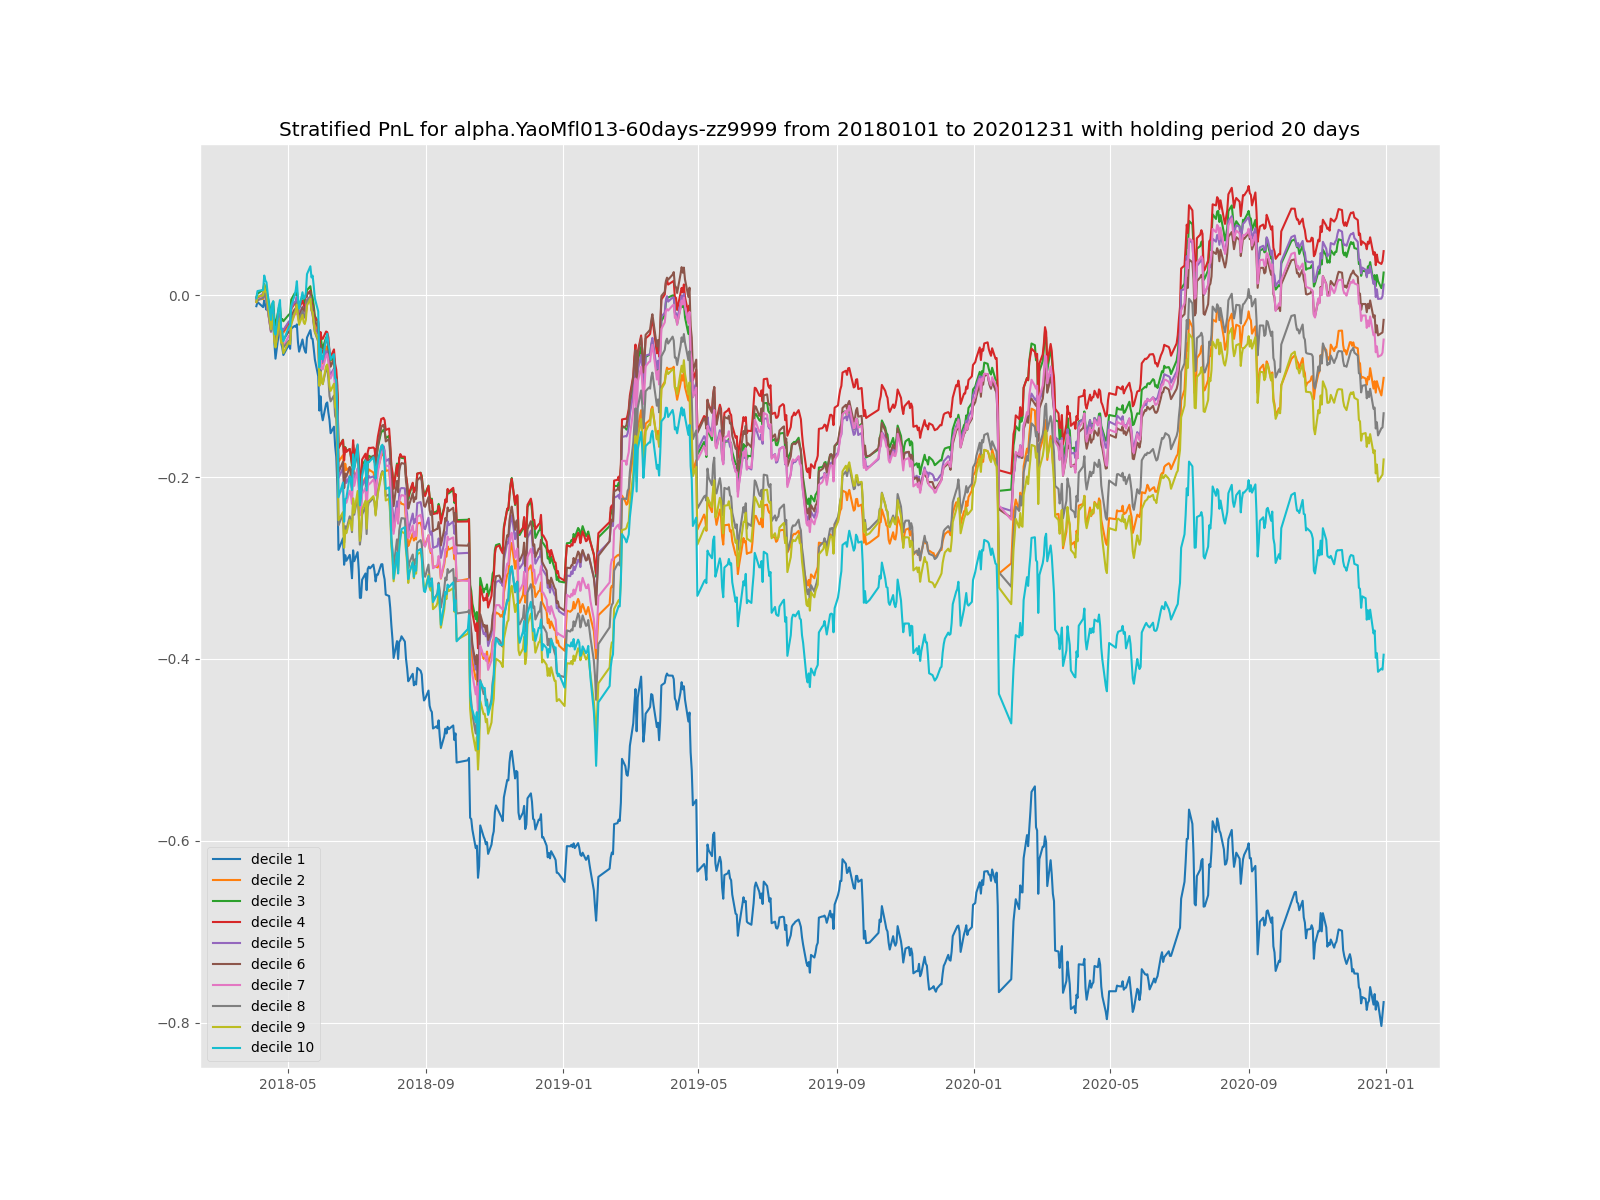 Stratified PnL for alpha.YaoMfl013-60days-zz9999 from 20180101 to 20201231 with holding period 20 days
0.0
−0.2
−0.4
−0.6
−0.8
decile 1
decile 2
decile 3
decile 4
decile 5
decile 6
decile 7
decile 8
decile 9
decile 10
2018-05 2018-09 2019-01 2019-05 2019-09 2020-01 2020-05 2020-09 2021-01